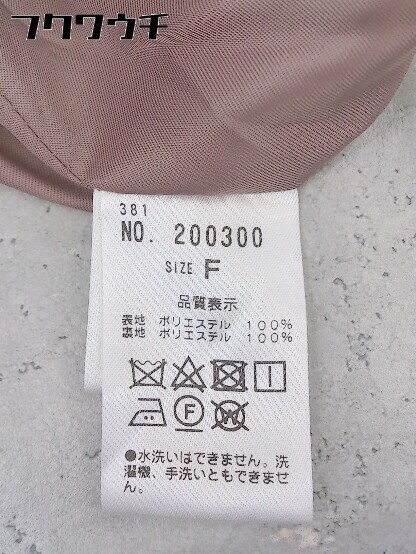 フクウクチ
381
NO. 200300
SIZE F
品質表示
表地 ポリエステル 100%
裏地 ポリエステル 100%
●水洗いはできません。洗
濯機、手洗いともできませ
ん。